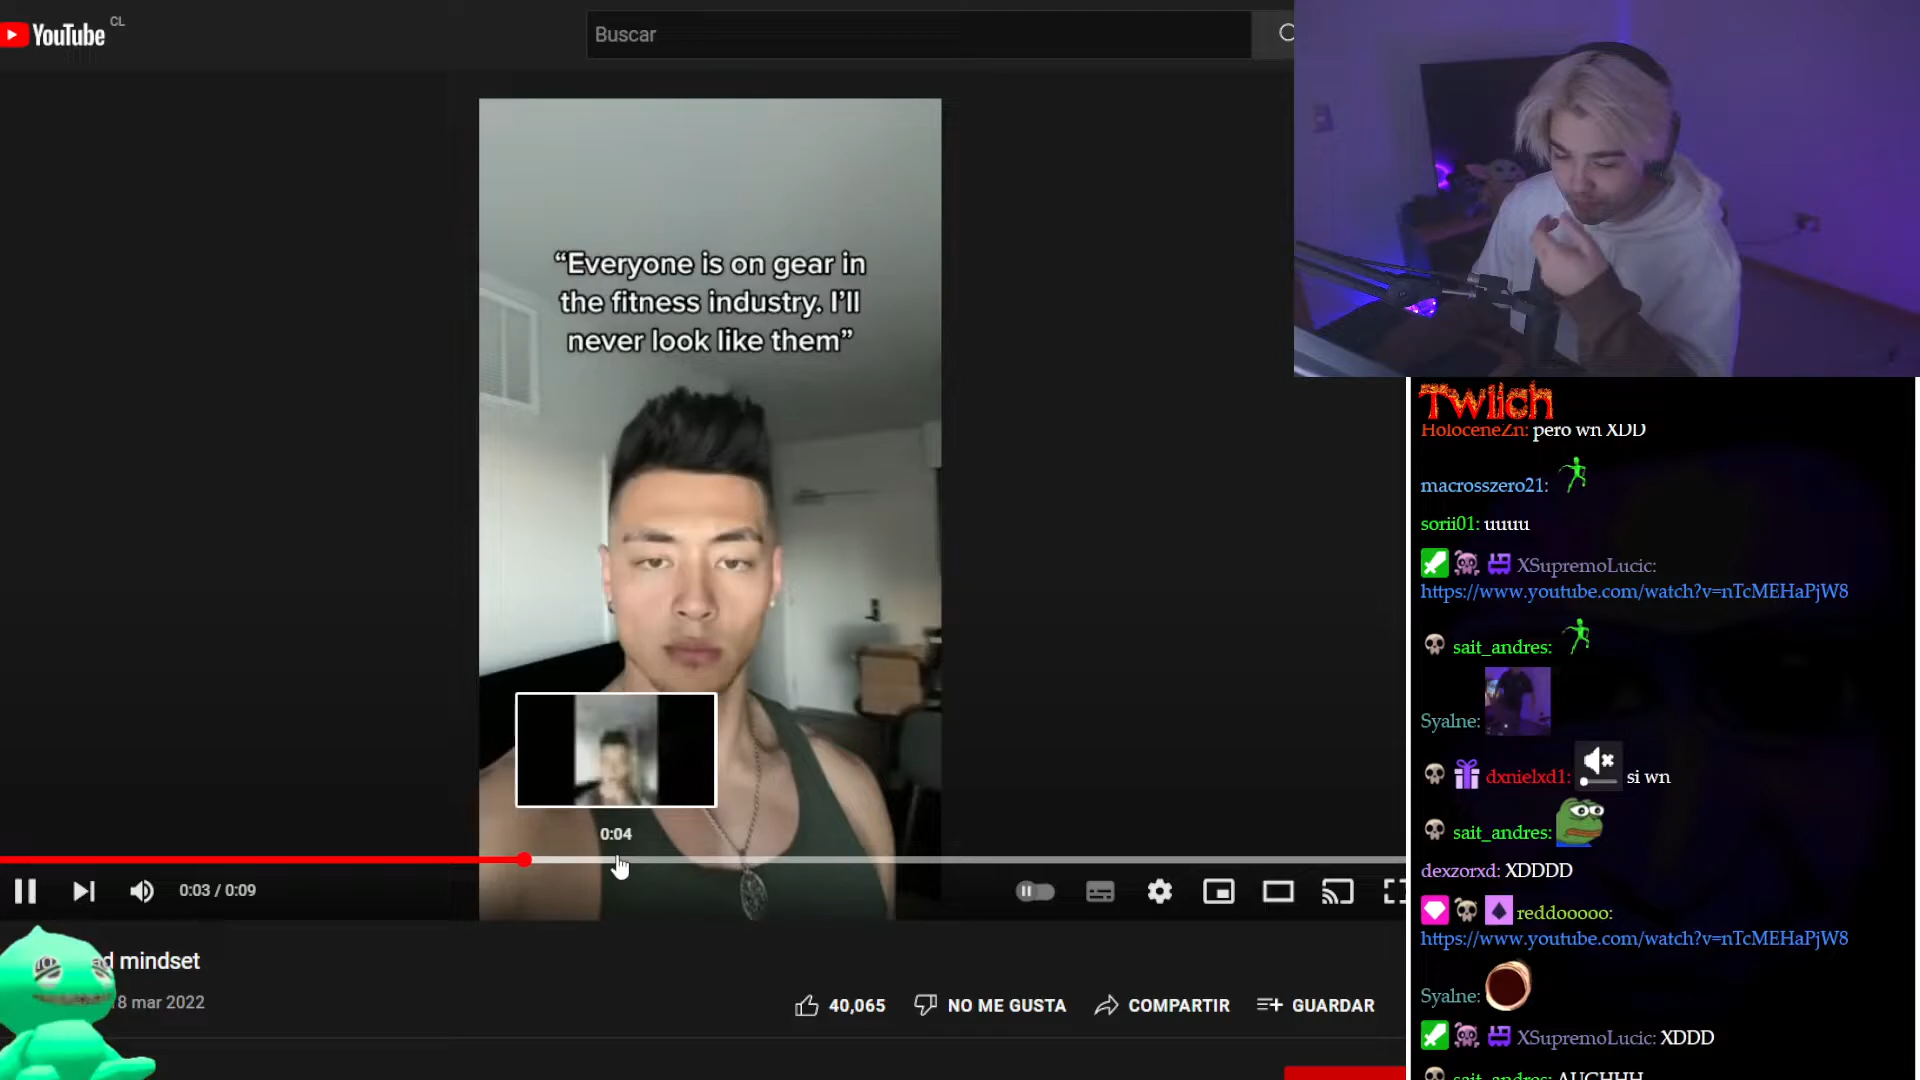 YouTube CL
Buscar
“Everyone is on gear in
the fitness industry. I’ll
never look like them”
0:04
0:03 / 0:09
d mindset
8 mar 2022
40,065
NO ME GUSTA
COMPARTIR
GUARDAR
Twiich
HoloceneZn: pero wn XDD
macrosszero21:
sorii01: uuuu
XSupremoLucic:
https://www.youtube.com/watch?v=nTcMEHaPjW8
sait_andres:
Syalne:
dxnielxd1: si wn
sait_andres:
dexzorxd: XDDDD
reddooooo:
https://www.youtube.com/watch?v=nTcMEHaPjW8
Syalne:
XSupremoLucic: XDDD
sait_andres: AUGHHH